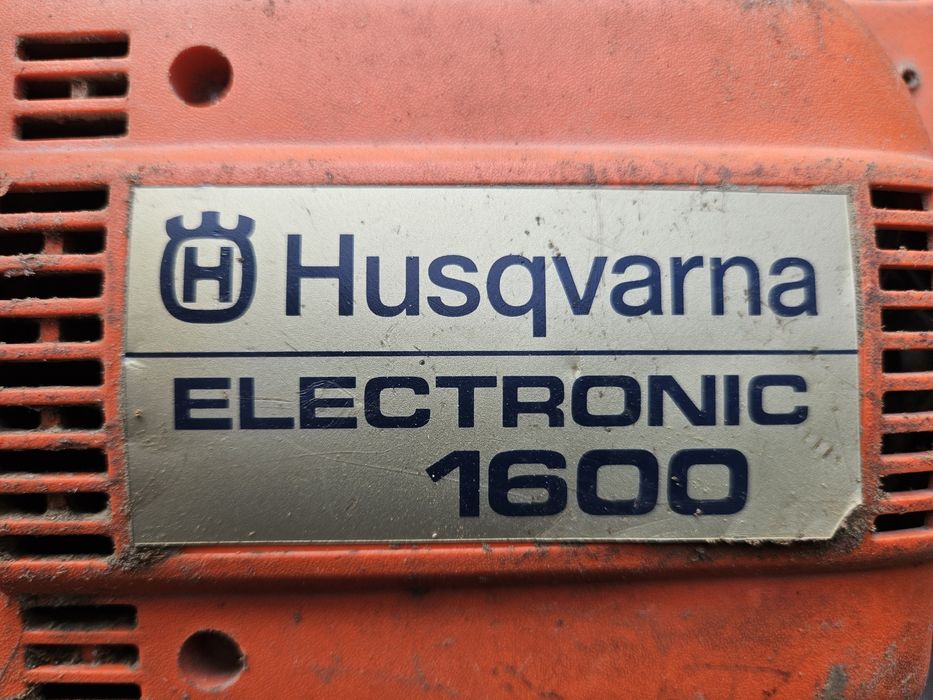 H Husqvarna
ELECTRONIC
1600